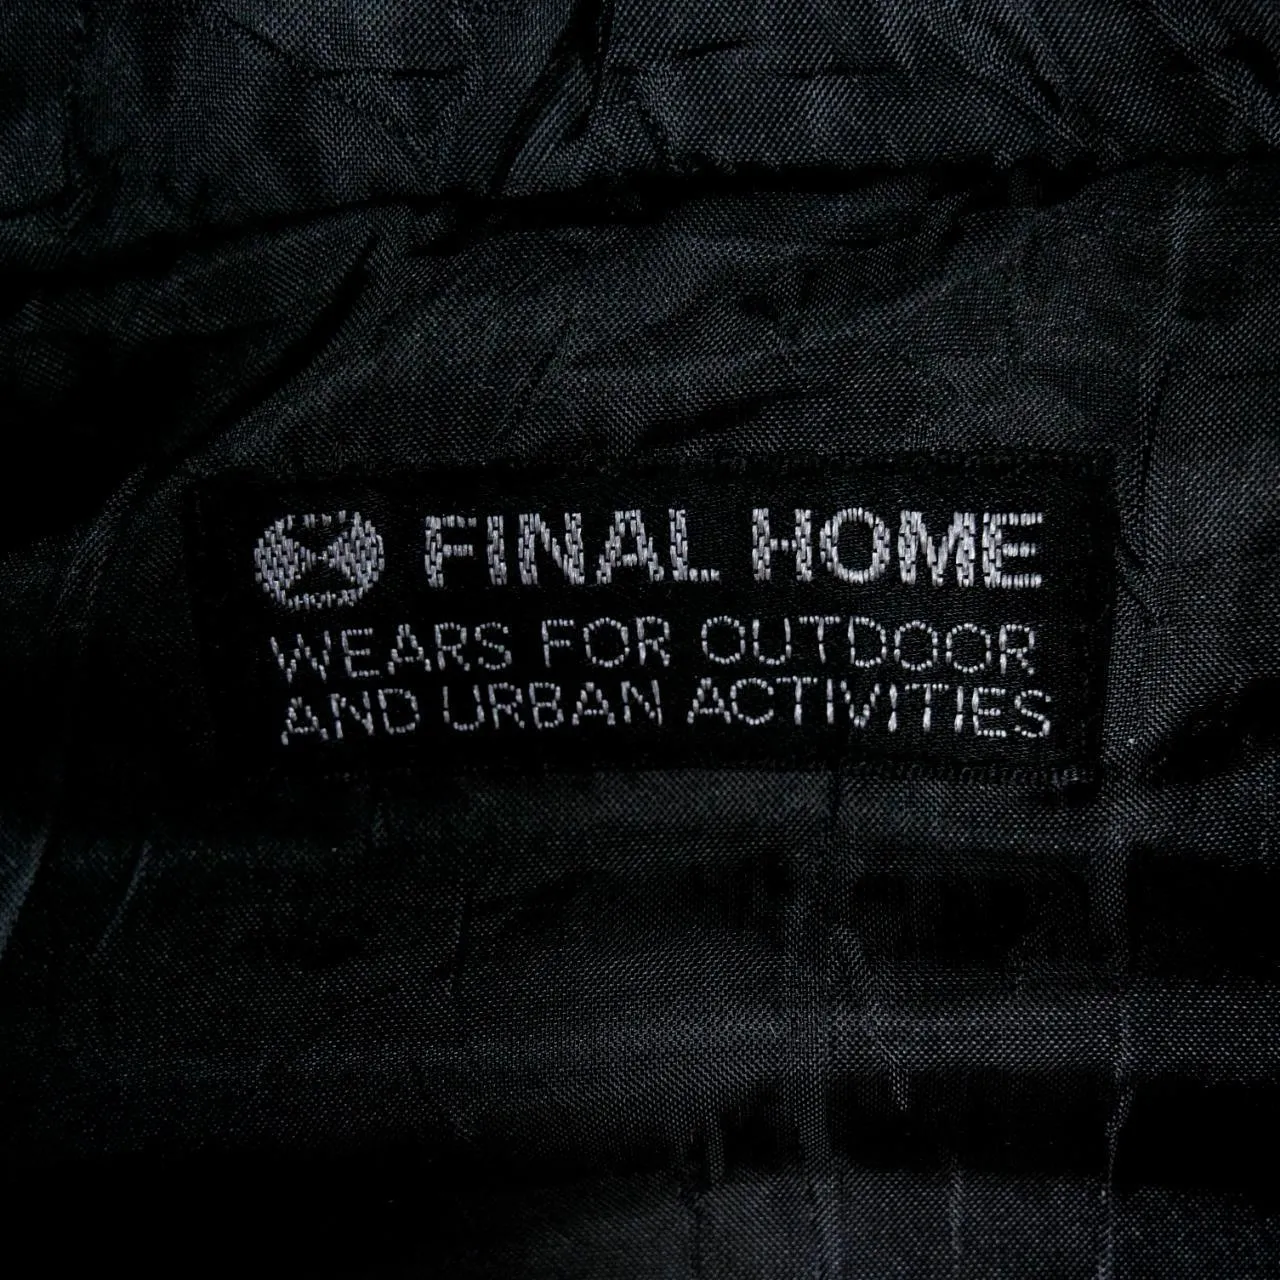 FINAL HOME
WEARS FOR OUTDOOR
AND URBAN ACTIVITIES